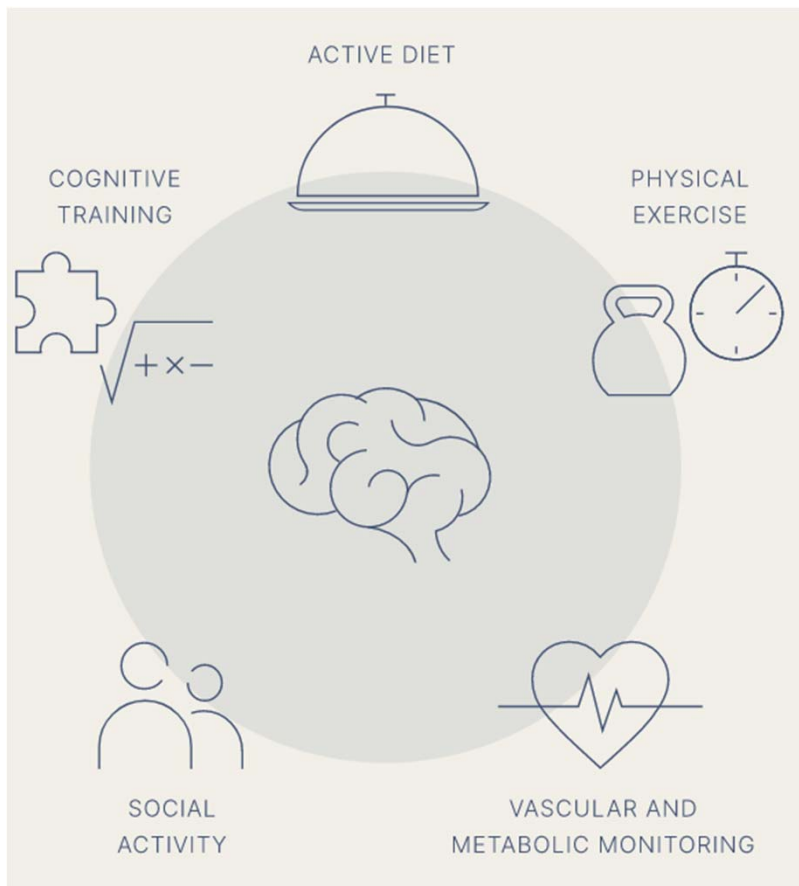 ACTIVE DIET
COGNITIVE
TRAINING
PHYSICAL
EXERCISE
+×−
SOCIAL
ACTIVITY
VASCULAR AND
METABOLIC MONITORING